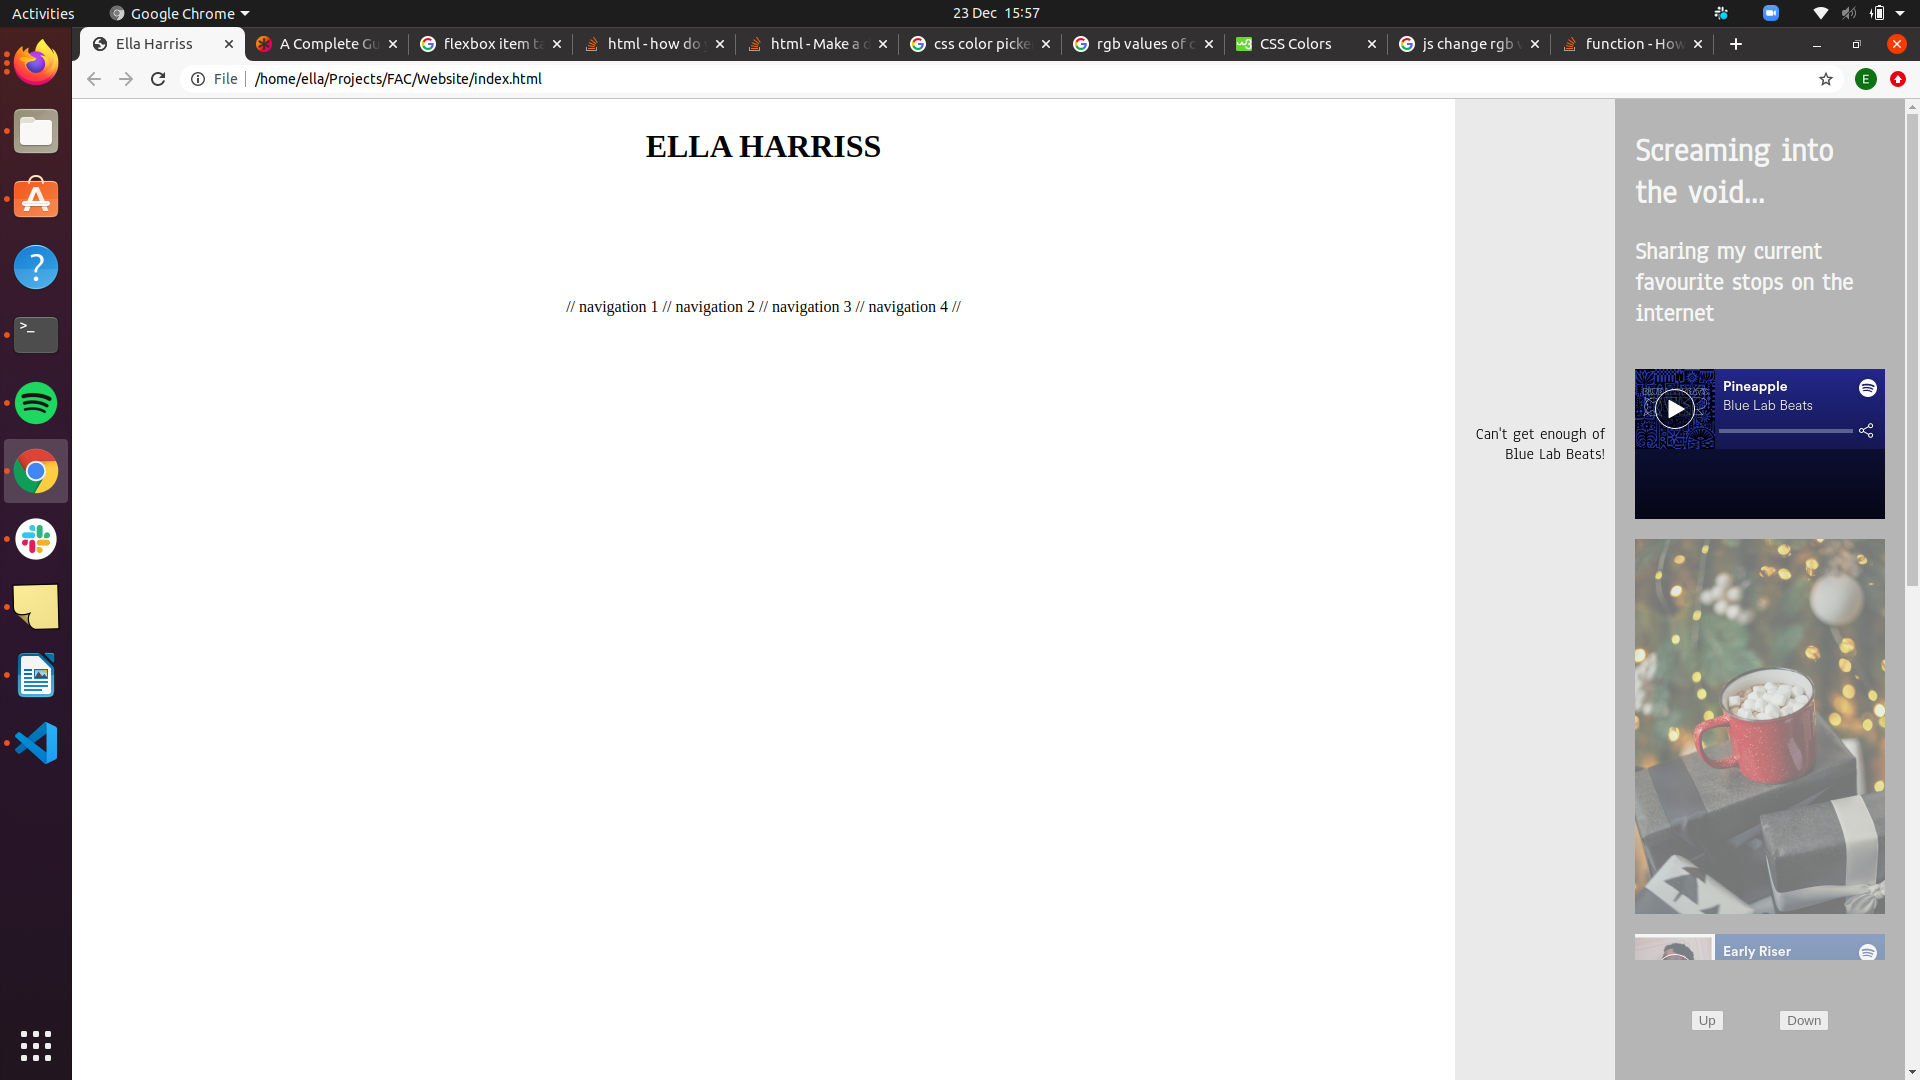 Activities
Google Chrome
23 Dec 15:57
Ella Harriss
A Complete Gu
flexbox item ta
html - how do y
html - Make a d
css color picke
rgb values of c
CSS Colors
js change rgb v
function - How
File
/home/ella/Projects/FAC/Website/index.html
E
ELLA HARRISS
// navigation 1 // navigation 2 // navigation 3 // navigation 4 //
Can't get enough of
Blue Lab Beats!
Screaming into
the void...
Sharing my current
favourite stops on the
internet
Pineapple
Blue Lab Beats
Early Riser
Up
Down